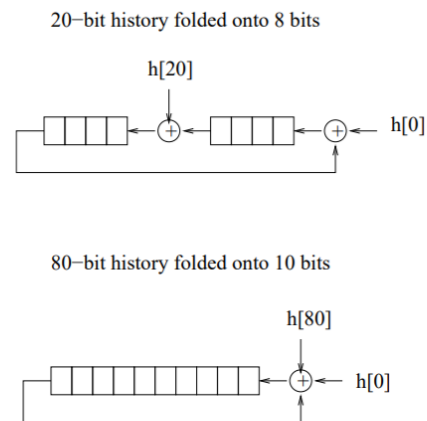 20−bit history folded onto 8 bits
h[20]
+ + h[0]
80−bit history folded onto 10 bits
h[80]
+ h[0]